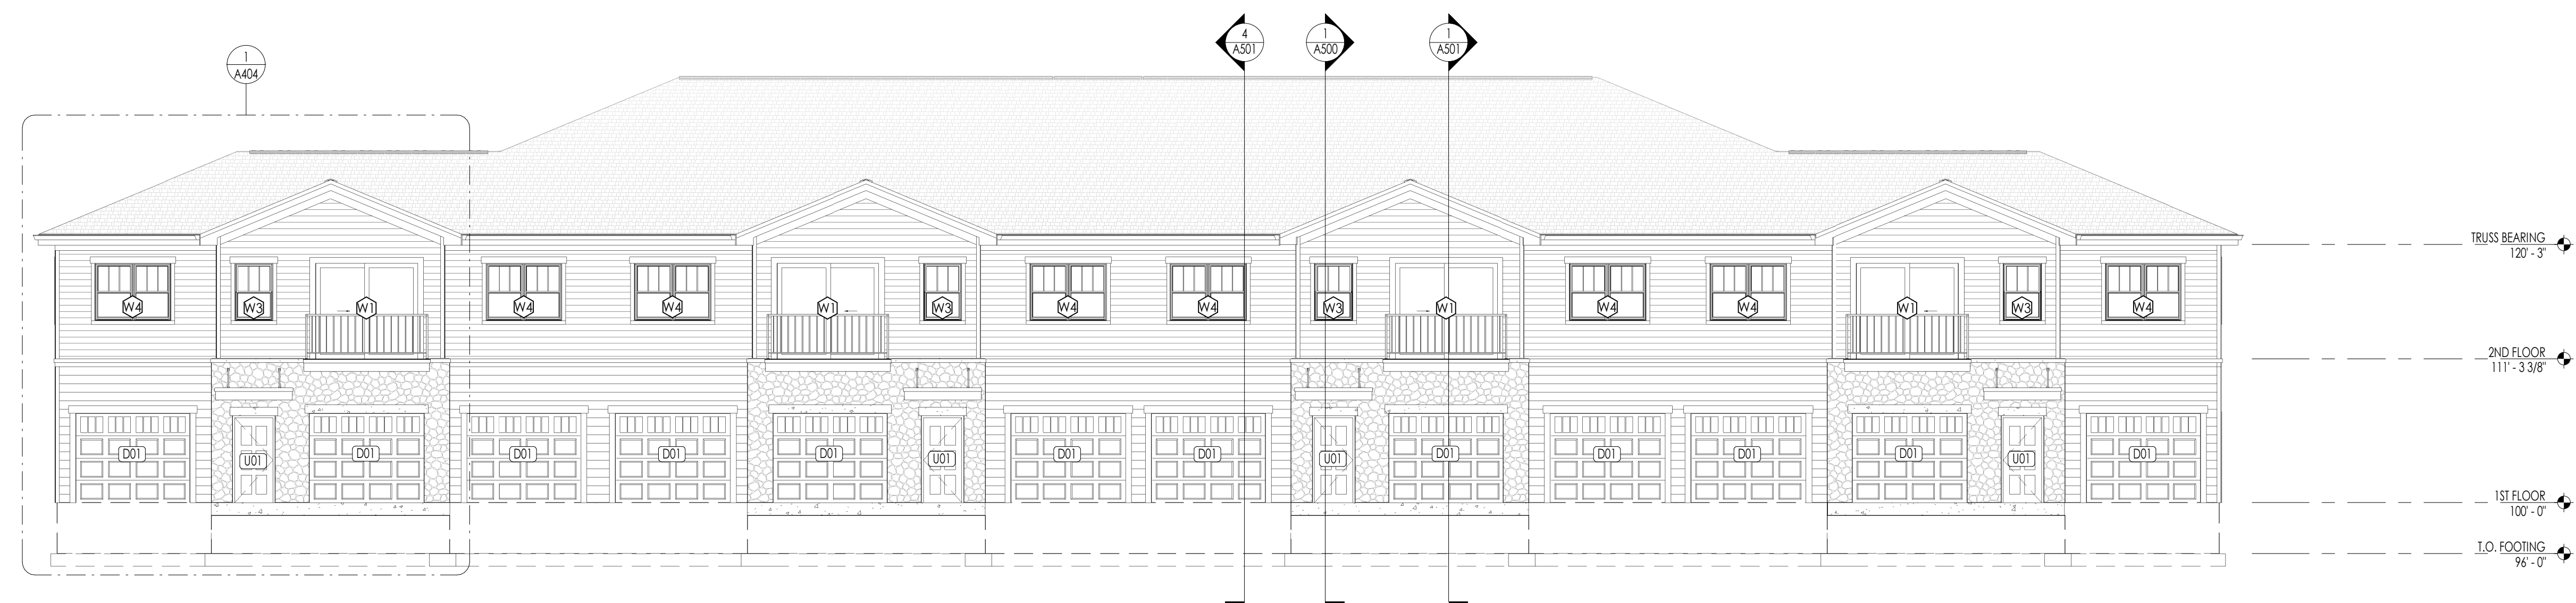 4
A501
1
A500
1
A501
1
A404
TRUSS BEARING
120' - 3"
W4
W3
W1
W4
W4
W1
W3
W4
W4
W3
W1
W4
W4
W1
W3
W4
2ND FLOOR
111' - 3 3/8"
D01
U01
D01
D01
D01
D01
U01
D01
D01
U01
D01
D01
D01
D01
U01
D01
1ST FLOOR
100' - 0"
T.O. FOOTING
96' - 0"